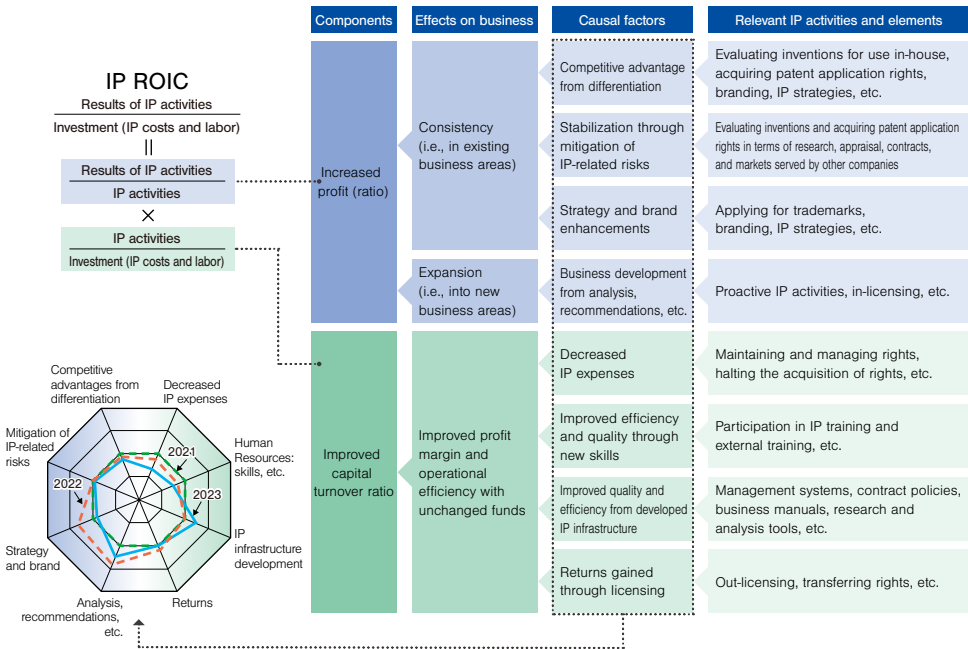 IP ROIC
Results of IP activities
Investment (IP costs and labor)
||
Results of IP activities
IP activities
×
IP activities
Investment (IP costs and labor)
Components
Effects on business
Causal factors
Relevant IP activities and elements
Increased
profit (ratio)
Consistency
(i.e., in existing
business areas)
Competitive advantage
from differentiation
Evaluating inventions for use in-house,
acquiring patent application rights,
branding, IP strategies, etc.
Stabilization through
mitigation of
IP-related risks
Evaluating inventions and acquiring patent application
rights in terms of research, appraisal, contracts,
and markets served by other companies
Strategy and brand
enhancements
Applying for trademarks,
branding, IP strategies, etc.
Expansion
(i.e., into new
business areas)
Business development
from analysis,
recommendations, etc.
Proactive IP activities, in-licensing, etc.
Improved
capital
turnover ratio
Improved profit
margin and
operational
efficiency with
unchanged funds
Decreased
IP expenses
Maintaining and managing rights,
halting the acquisition of rights, etc.
Improved efficiency
and quality through
new skills
Participation in IP training and
external training, etc.
Improved quality and
efficiency from developed
IP infrastructure
Management systems, contract policies,
business manuals, research and
analysis tools, etc.
Returns gained
through licensing
Out-licensing, transferring rights, etc.
Competitive
advantages from
differentiation
Decreased
IP expenses
Mitigation of
IP-related
risks
Human
Resources:
skills, etc.
2021
2022
2023
Strategy
and brand
IP
infrastructure
development
Analysis,
recommendations,
etc.
Returns